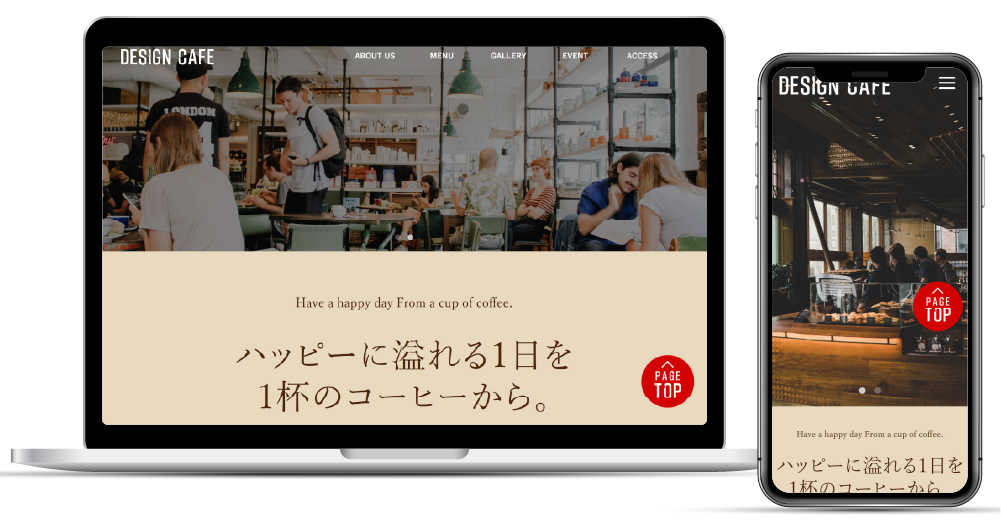 DESIGN CAFE
ABOUT US
MENU
GALLERY
EVENT
ACCESS
LONDON
Have a happy day From a cup of coffee.
ハッピーに溢れる1日を
1杯のコーヒーから。
PAGE
TOP
DESIGN CAFE
PAGE
TOP
Have a happy day From a cup of coffee.
ハッピーに溢れる1日を
1杯のコーヒーから。